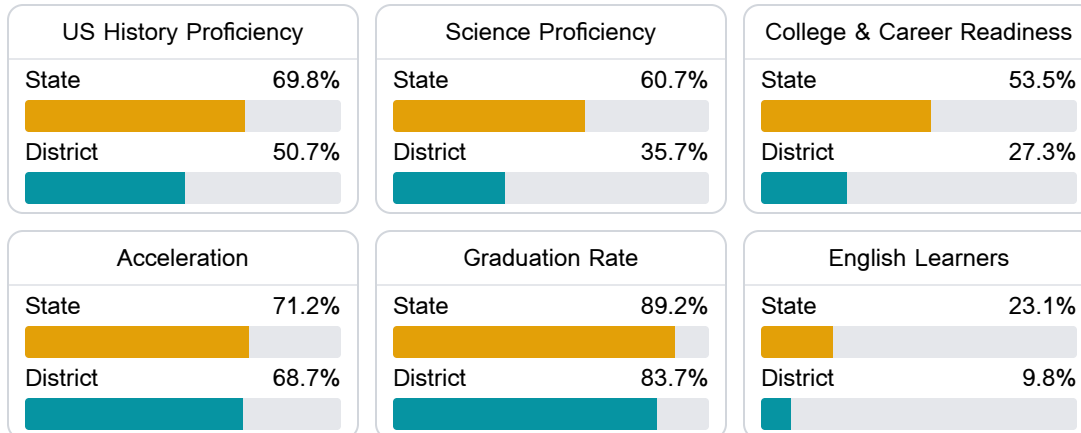 US History Proficiency
State 69.8%
District 50.7%
Science Proficiency
State 60.7%
District 35.7%
College & Career Readiness
State 53.5%
District 27.3%
Acceleration
State 71.2%
District 68.7%
Graduation Rate
State 89.2%
District 83.7%
English Learners
State 23.1%
District 9.8%